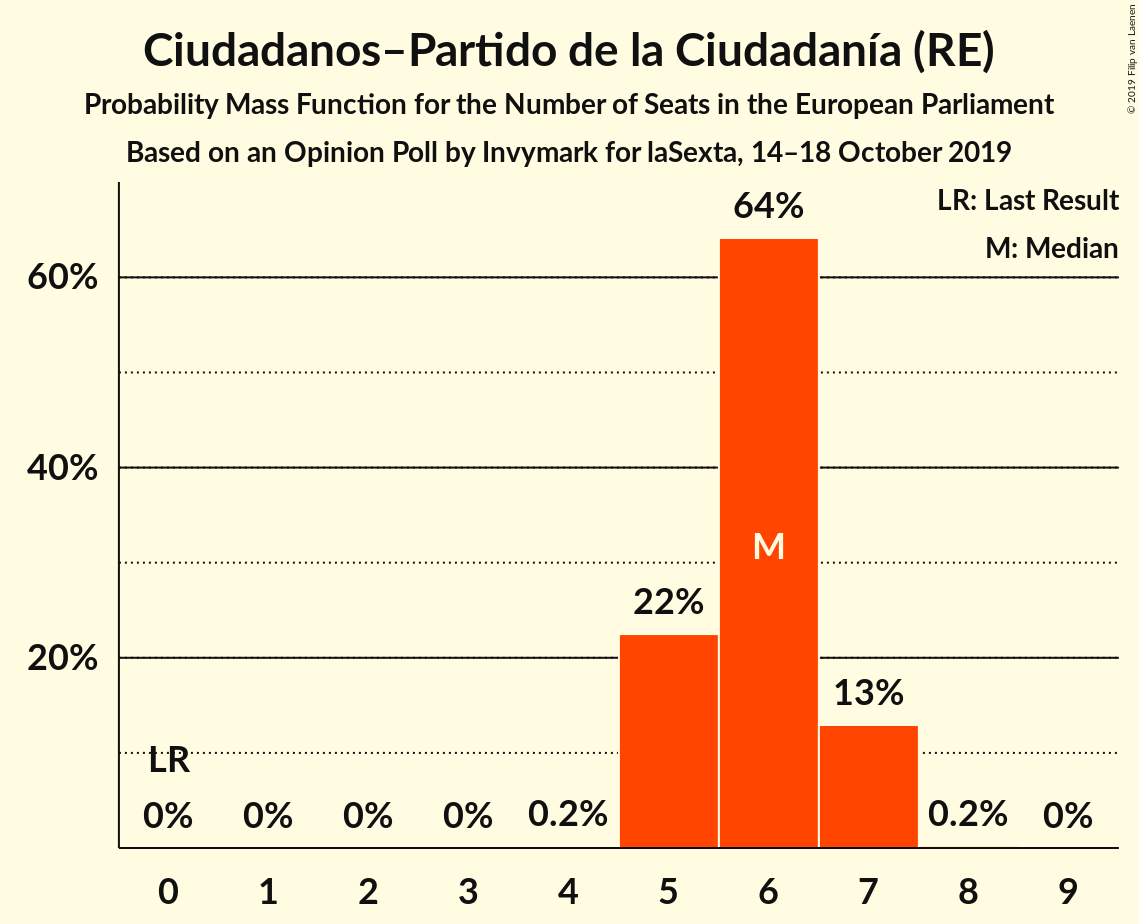 Ciudadanos–Partido de la Ciudadanía (RE)
Probability Mass Function for the Number of Seats in the European Parliament
Based on an Opinion Poll by Invymark for laSexta, 14–18 October 2019
© 2019 Filip van Laenen
LR: Last Result
M: Median
64%
60%
40%
M
22%
20%
13%
LR
0% 0% 0% 0% 0.2% 0.2% 0%
0 1 2 3 4 5 6 7 8 9